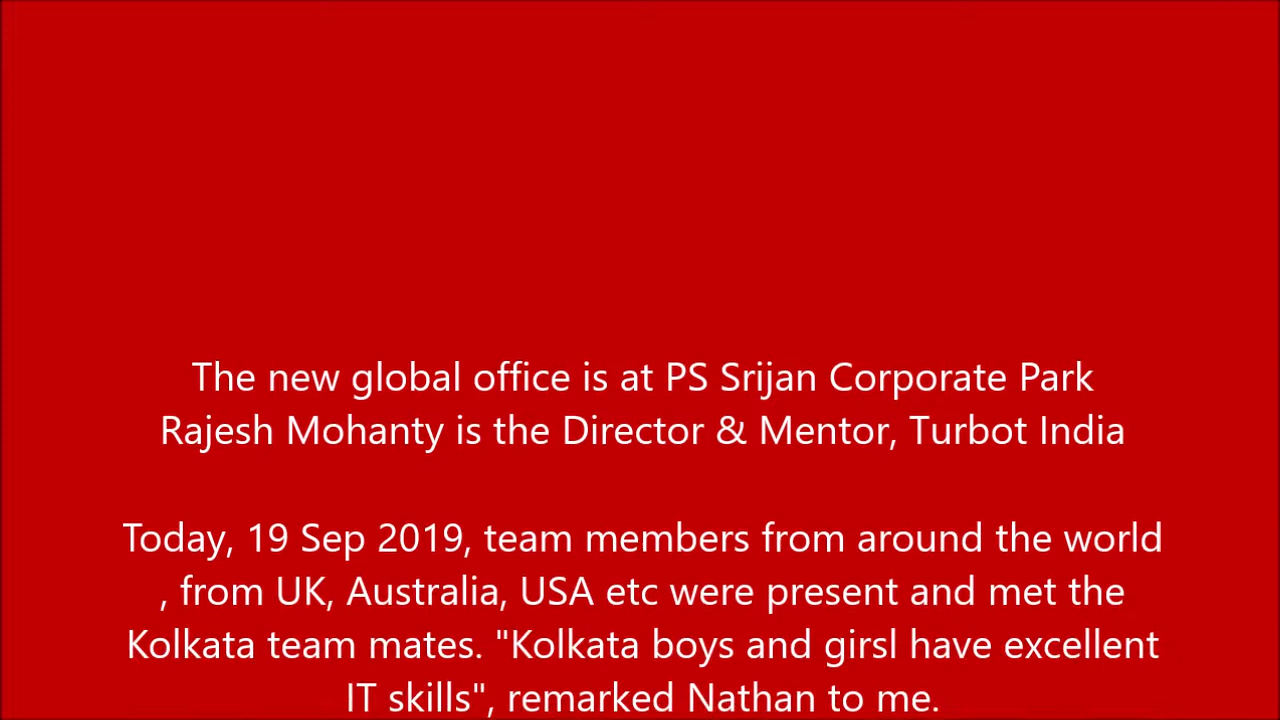 The new global office is at PS Srijan Corporate Park
Rajesh Mohanty is the Director & Mentor, Turbot India
Today, 19 Sep 2019, team members from around the world
, from UK, Australia, USA etc were present and met the
Kolkata team mates. "Kolkata boys and girsl have excellent
IT skills", remarked Nathan to me.